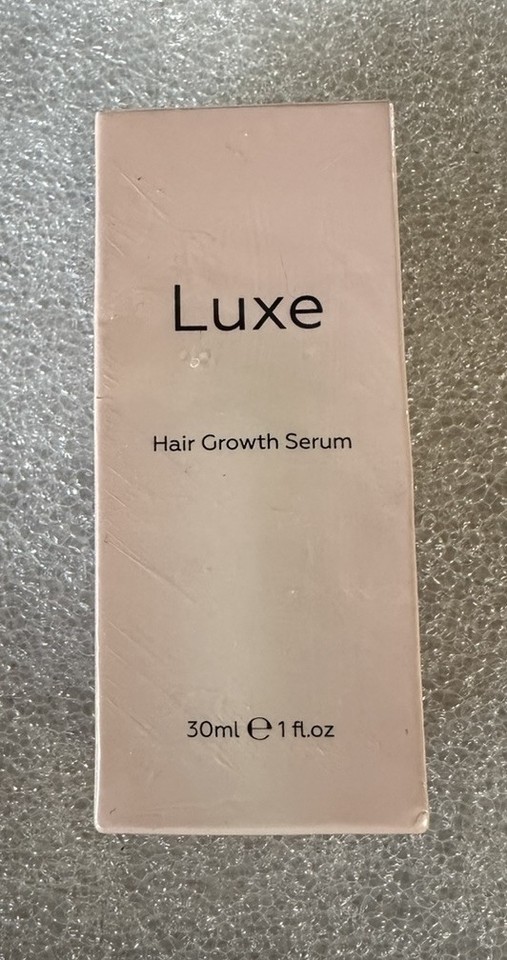 Luxe
Hair Growth Serum
30ml ℮ 1 fl.oz